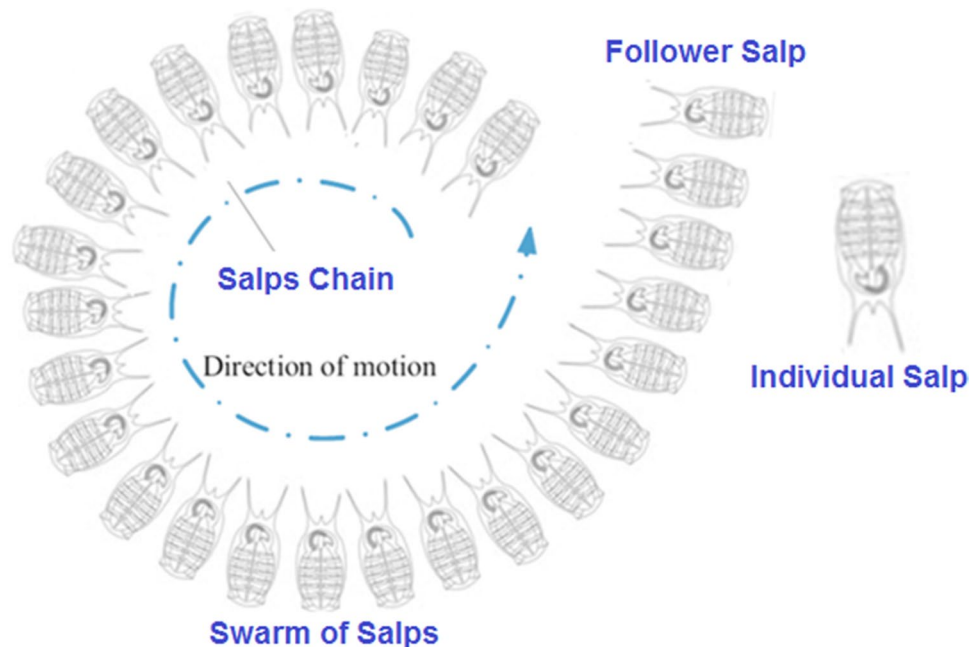 Follower Salp
Salps Chain
Direction of motion
Individual Salp
Swarm of Salps